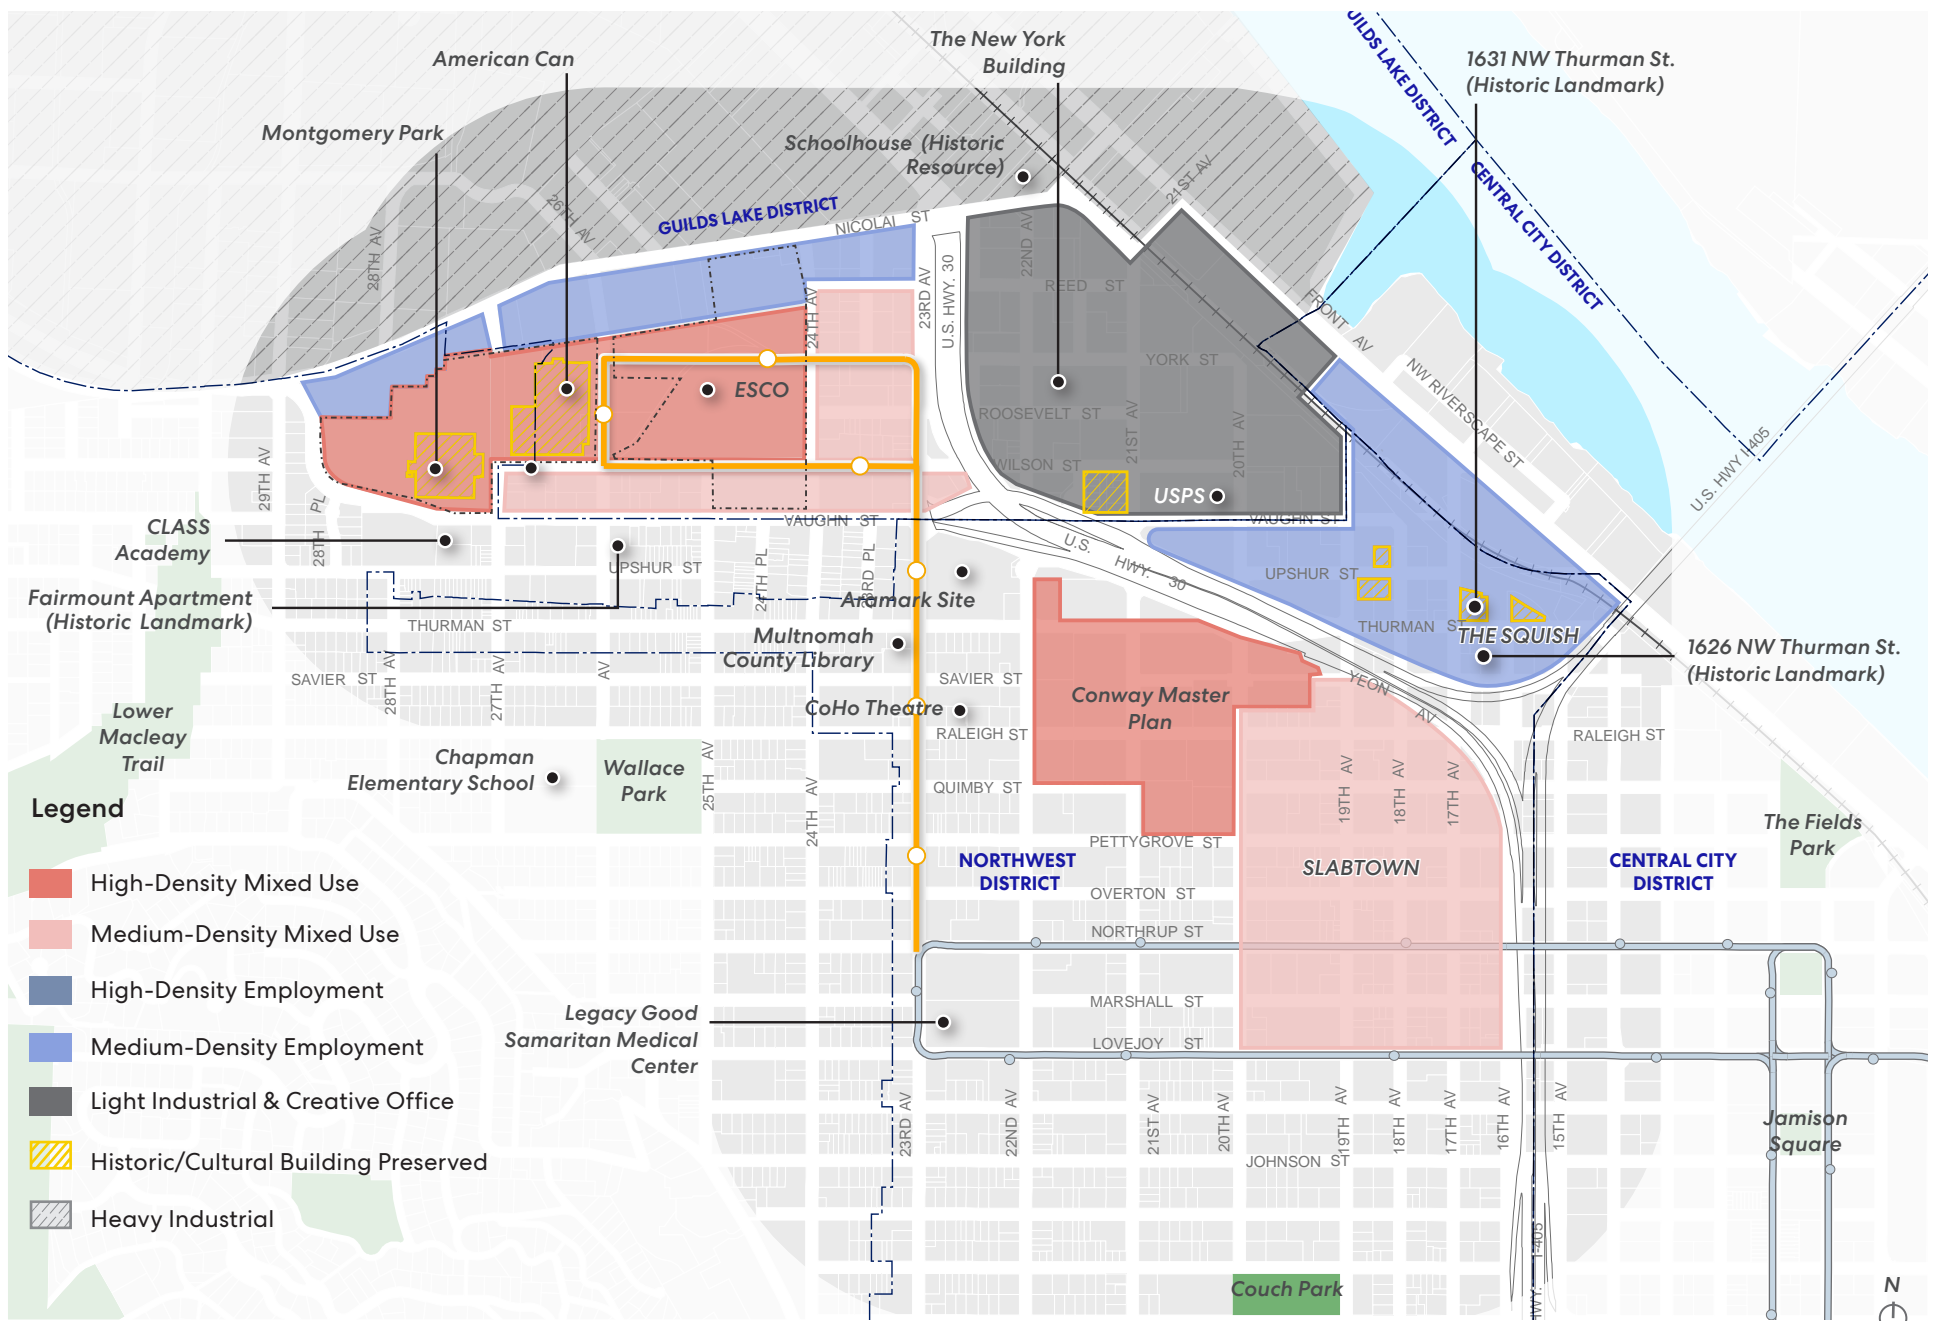 American Can
The New York
Building
1631 NW Thurman St.
(Historic Landmark)
Montgomery Park
Schoolhouse (Historic
Resource)
GUILDS LAKE DISTRICT
CENTRAL CITY DISTRICT
GUILDS LAKE DISTRICT
NICOLAI ST
21ST AV
26TH AV
28TH AV
22ND AV
23RD AV
U.S. HWY. 30
24TH AV
REED ST
FRONT AV
YORK ST
NW RIVERSCAPE ST
ESCO
ROOSEVELT ST
21ST AV
20TH AV
U.S. HWY I-405
29TH AV
WILSON ST
USPS
28TH PL
CLASS
Academy
VAUGHN ST
VAUGHN ST
U.S. HWY. 30
UPSHUR ST
24TH PL
23RD PL
UPSHUR ST
Fairmount Apartment
(Historic Landmark)
Aramark Site
THURMAN ST
THURMAN ST
THE SQUISH
Multnomah
County Library
1626 NW Thurman St.
(Historic Landmark)
SAVIER ST
28TH AV
27TH AV
AV
SAVIER ST
YEON AV
Conway Master
Plan
CoHo Theatre
RALEIGH ST
RALEIGH ST
Lower
Macleay
Trail
Chapman
Elementary School
Wallace
Park
25TH AV
24TH AV
QUIMBY ST
19TH AV
18TH AV
17TH AV
Legend
PETTYGROVE ST
The Fields
Park
NORTHWEST
DISTRICT
SLABTOWN
CENTRAL CITY
DISTRICT
High-Density Mixed Use
OVERTON ST
Medium-Density Mixed Use
NORTHRUP ST
High-Density Employment
MARSHALL ST
Legacy Good
Samaritan Medical
Center
Medium-Density Employment
LOVEJOY ST
Light Industrial & Creative Office
23RD AV
22ND AV
21ST AV
20TH AV
19TH AV
18TH AV
17TH AV
16TH AV
15TH AV
Jamison
Square
Historic/Cultural Building Preserved
JOHNSON ST
Heavy Industrial
HWY. I-405
Couch Park
N